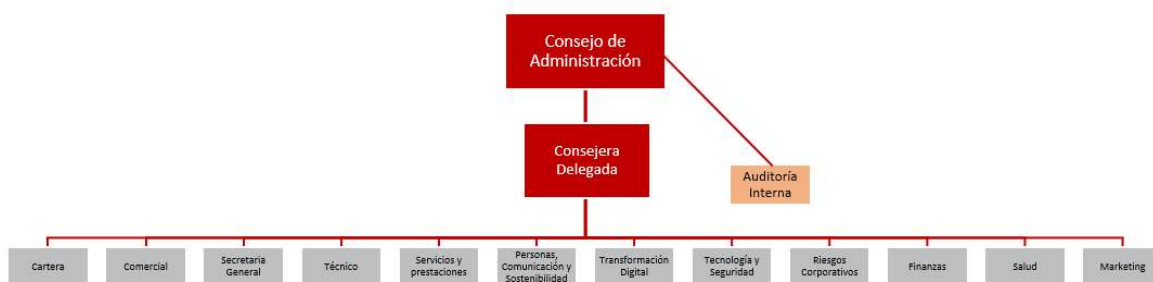 Consejo de
Administración
Consejera
Delegada
Auditoría
Interna
Cartera
Comercial
Secretaría
General
Técnico
Servicios y
prestaciones
Personas,
Comunicación y
Sostenibilidad
Transformación
Digital
Tecnología y
Seguridad
Riesgos
Corporativos
Finanzas
Salud
Marketing